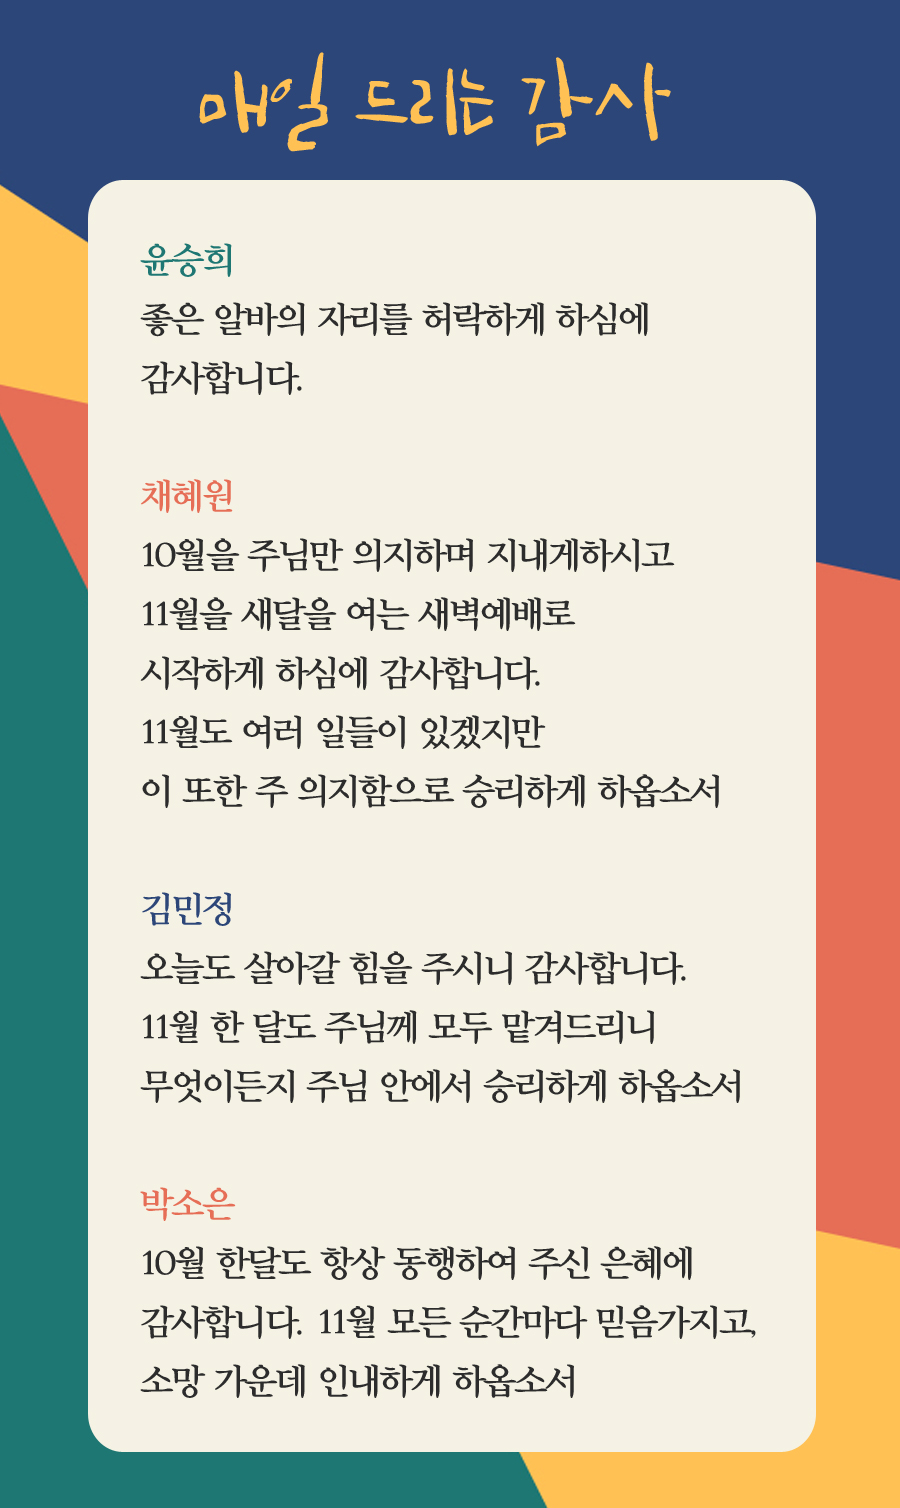 매일 드리는 감사
윤승희
좋은 알바의 자리를 허락하게 하심에
감사합니다.
채혜원
10월을 주님만 의지하며 지내게하시고
11월을 새달을 여는 새벽예배로
시작하게 하심에 감사합니다.
11월도 여러 일들이 있겠지만
이 또한 주 의지함으로 승리하게 하옵소서
김민정
오늘도 살아갈 힘을 주시니 감사합니다.
11월 한 달도 주님께 모두 맡겨드리니
무엇이든지 주님 안에서 승리하게 하옵소서
박소은
10월 한달도 항상 동행하여 주신 은혜에
감사합니다. 11월 모든 순간마다 믿음가지고,
소망 가운데 인내하게 하옵소서